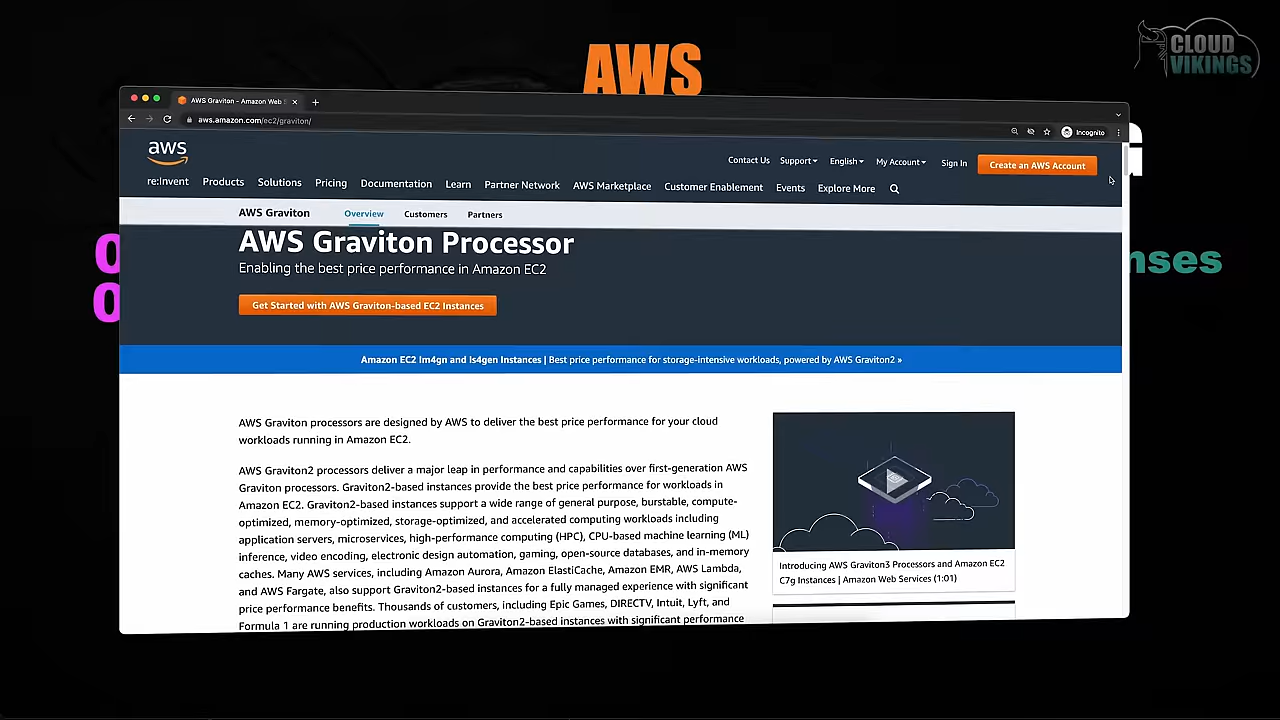 CLOUD
VIKINGS
AWS
AWS Graviton - Amazon Web
aws.amazon.com/ec2/graviton/
Incognito
aws
Contact Us Support English My Account Sign In Create an AWS Account
re:Invent Products Solutions Pricing Documentation Learn Partner Network AWS Marketplace Customer Enablement Events Explore More
AWS Graviton Overview Customers Partners
AWS Graviton Processor
Enabling the best price performance in Amazon EC2
Get Started with AWS Graviton-based EC2 Instances
Amazon EC2 Im4gn and Is4gen Instances | Best price performance for storage-intensive workloads, powered by AWS Graviton2 »
AWS Graviton processors are designed by AWS to deliver the best price performance for your cloud
workloads running in Amazon EC2.
AWS Graviton2 processors deliver a major leap in performance and capabilities over first-generation AWS
Graviton processors. Graviton2-based instances provide the best price performance for workloads in
Amazon EC2. Graviton2-based instances support a wide range of general purpose, burstable, compute-
optimized, memory-optimized, storage-optimized, and accelerated computing workloads including
application servers, microservices, high-performance computing (HPC), CPU-based machine learning (ML)
inference, video encoding, electronic design automation, gaming, open-source databases, and in-memory
caches. Many AWS services, including Amazon Aurora, Amazon ElastiCache, Amazon EMR, AWS Lambda,
and AWS Fargate, also support Graviton2-based instances for a fully managed experience with significant
price performance benefits. Thousands of customers, including Epic Games, DIRECTV, Intuit, Lyft, and
Formula 1 are running production workloads on Graviton2-based instances with significant performance
Introducing AWS Graviton3 Processors and Amazon EC2
C7g Instances | Amazon Web Services (1:01)